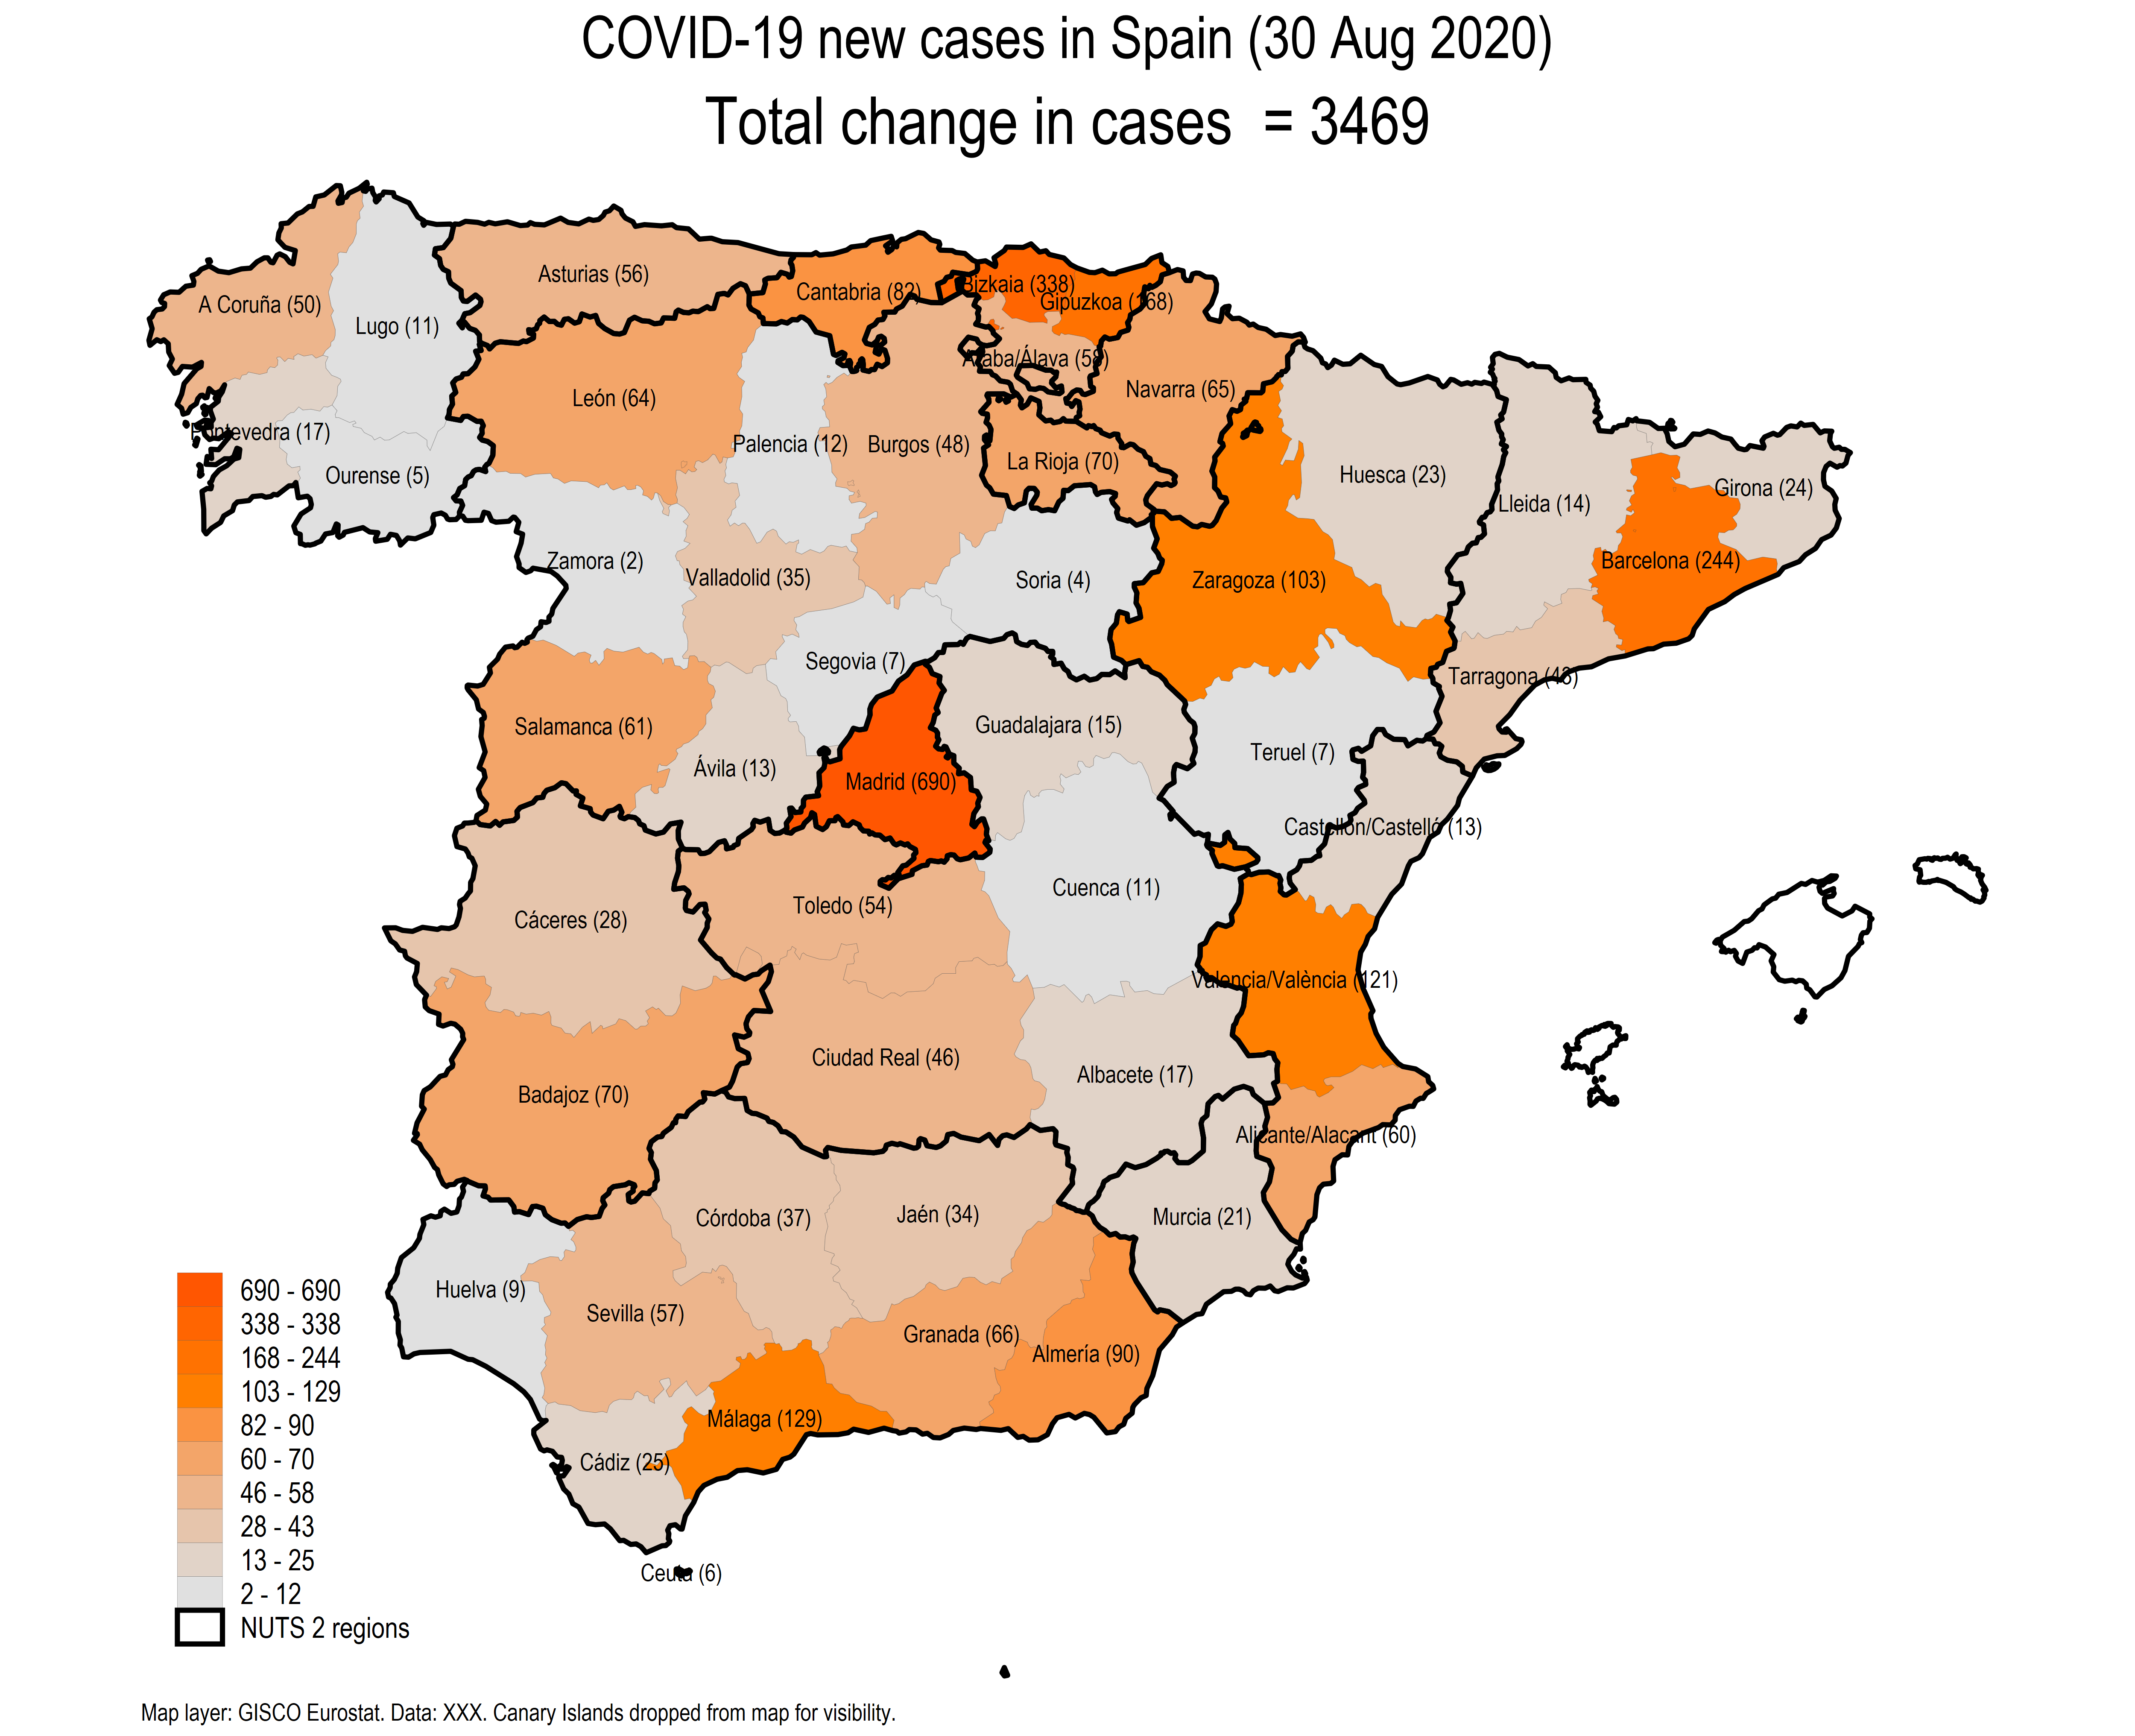 COVID-19 new cases in Spain (30 Aug 2020)
Total change in cases = 3469
A Coruña (50)
Lugo (11)
Asturias (56)
Cantabria (82)
Bizkaia (338)
Gipuzkoa (168)
Araba/Álava (58)
Navarra (65)
León (64)
Palencia (12)
Burgos (48)
La Rioja (70)
Pontevedra (17)
Ourense (5)
Huesca (23)
Lleida (14)
Girona (24)
Barcelona (244)
Zamora (2)
Valladolid (35)
Soria (4)
Zaragoza (103)
Segovia (7)
Tarragona (43)
Salamanca (61)
Ávila (13)
Guadalajara (15)
Madrid (690)
Teruel (7)
Castellón/Castelló (13)
Cáceres (28)
Toledo (54)
Cuenca (11)
Valencia/València (121)
Ciudad Real (46)
Albacete (17)
Badajoz (70)
Alicante/Alacant (60)
Córdoba (37)
Jaén (34)
Murcia (21)
Huelva (9)
Sevilla (57)
Granada (66)
Almería (90)
Málaga (129)
Cádiz (25)
Ceuta (6)
690 - 690
338 - 338
168 - 244
103 - 129
82 - 90
60 - 70
46 - 58
28 - 43
13 - 25
2 - 12
NUTS 2 regions
Map layer: GISCO Eurostat. Data: XXX. Canary Islands dropped from map for visibility.